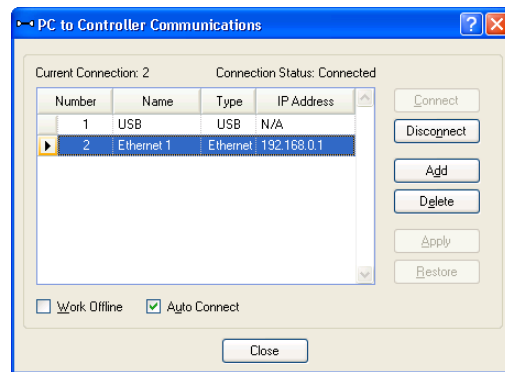 PC to Controller Communications
Current Connection: 2 Connection Status: Connected
Number Name Type IP Address
1 USB USB N/A
2 Ethernet 1 Ethernet 192.168.0.1
Connect
Disconnect
Add
Delete
Apply
Restore
Work Offline Auto Connect
Close